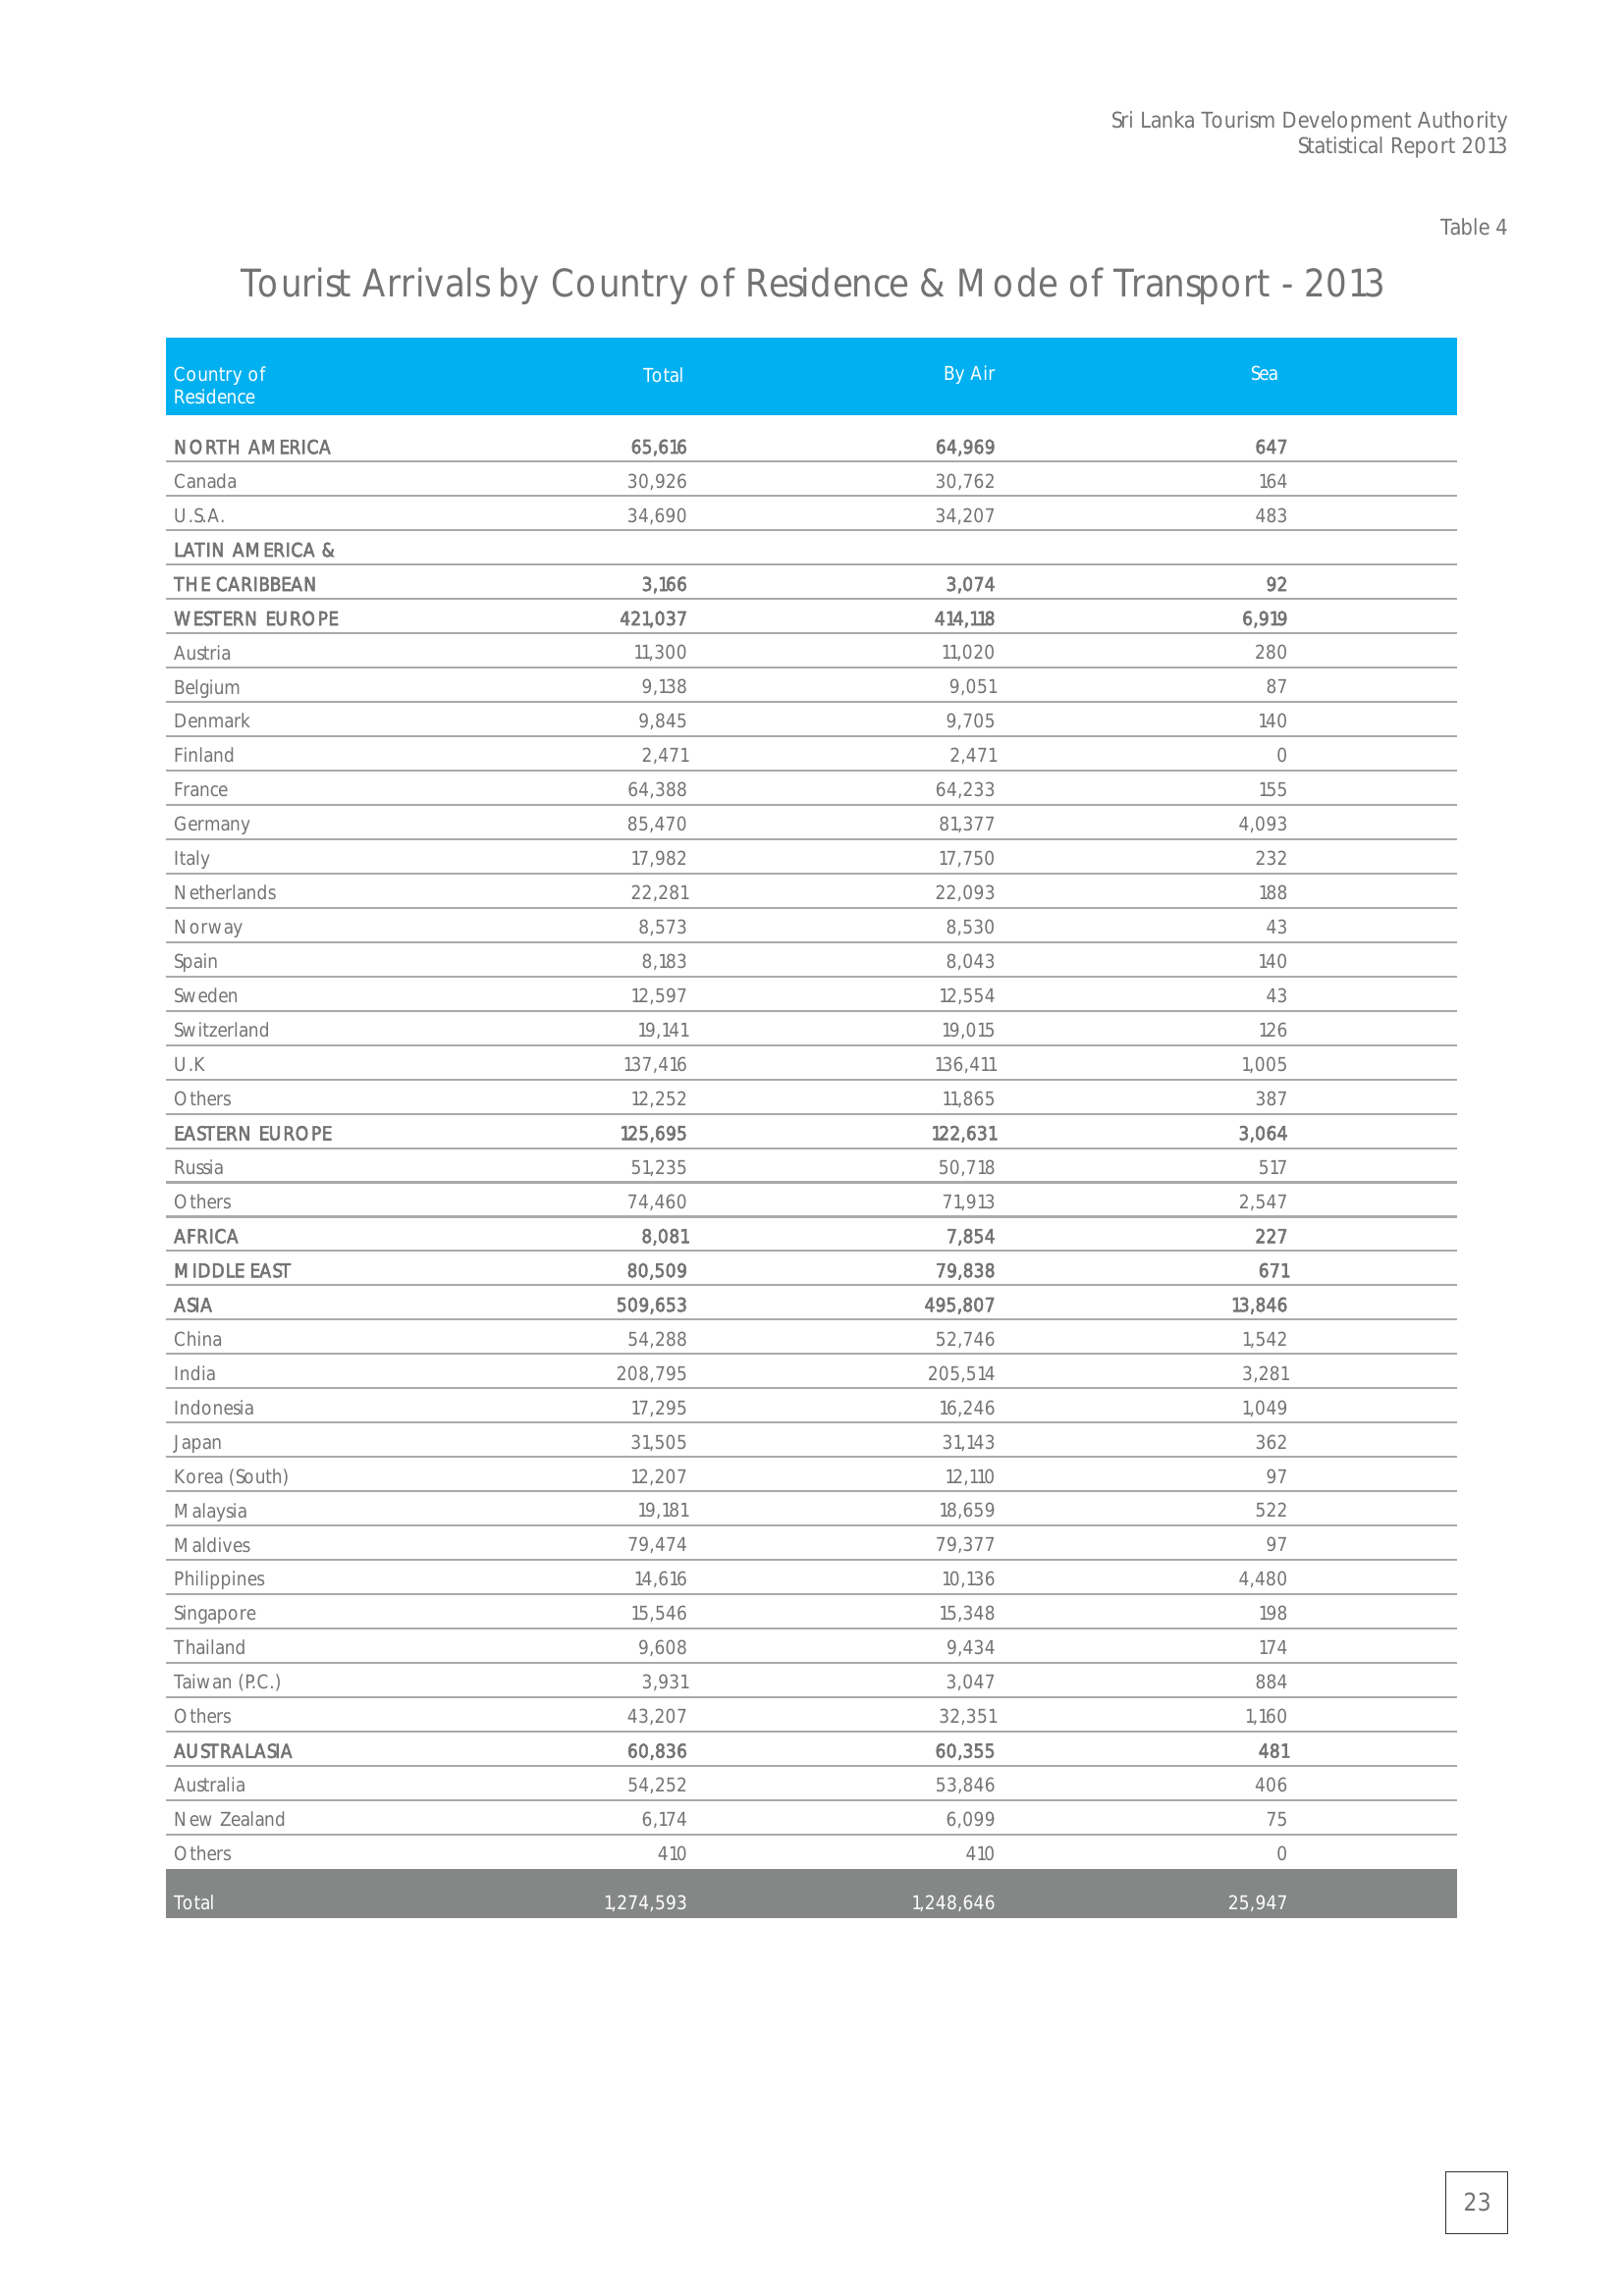 Sri Lanka Tourism Development Authority
Statistical Report 2013
Table 4
Tourist Arrivals by Country of Residence & Mode of Transport - 2013
Country of Residence Total By Air Sea
NORTH AMERICA 65,616 64,969 647
Canada 30,926 30,762 164
U.S.A. 34,690 34,207 483
LATIN AMERICA &
THE CARIBBEAN 3,166 3,074 92
WESTERN EUROPE 421,037 414,118 6,919
Austria 11,300 11,020 280
Belgium 9,138 9,051 87
Denmark 9,845 9,705 140
Finland 2,471 2,471 0
France 64,388 64,233 155
Germany 85,470 81,377 4,093
Italy 17,982 17,750 232
Netherlands 22,281 22,093 188
Norway 8,573 8,530 43
Spain 8,183 8,043 140
Sweden 12,597 12,554 43
Switzerland 19,141 19,015 126
U.K 137,416 136,411 1,005
Others 12,252 11,865 387
EASTERN EUROPE 125,695 122,631 3,064
Russia 51,235 50,718 517
Others 74,460 71,913 2,547
AFRICA 8,081 7,854 227
MIDDLE EAST 80,509 79,838 671
ASIA 509,653 495,807 13,846
China 54,288 52,746 1,542
India 208,795 205,514 3,281
Indonesia 17,295 16,246 1,049
Japan 31,505 31,143 362
Korea (South) 12,207 12,110 97
Malaysia 19,181 18,659 522
Maldives 79,474 79,377 97
Philippines 14,616 10,136 4,480
Singapore 15,546 15,348 198
Thailand 9,608 9,434 174
Taiwan (P.C.) 3,931 3,047 884
Others 43,207 32,351 1,160
AUSTRALASIA 60,836 60,355 481
Australia 54,252 53,846 406
New Zealand 6,174 6,099 75
Others 410 410 0
Total 1,274,593 1,248,646 25,947
23